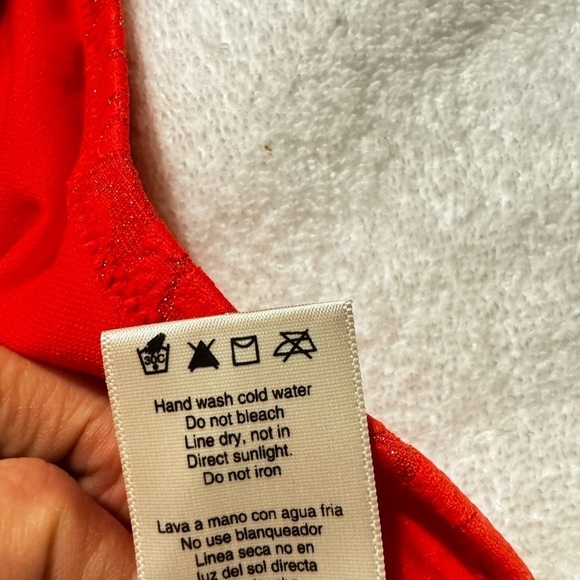 30C
Hand wash cold water
Do not bleach
Line dry, not in
Direct sunlight.
Do not iron
Lava a mano con agua fria
No use blanqueador
Linea seca no en
luz del sol directa